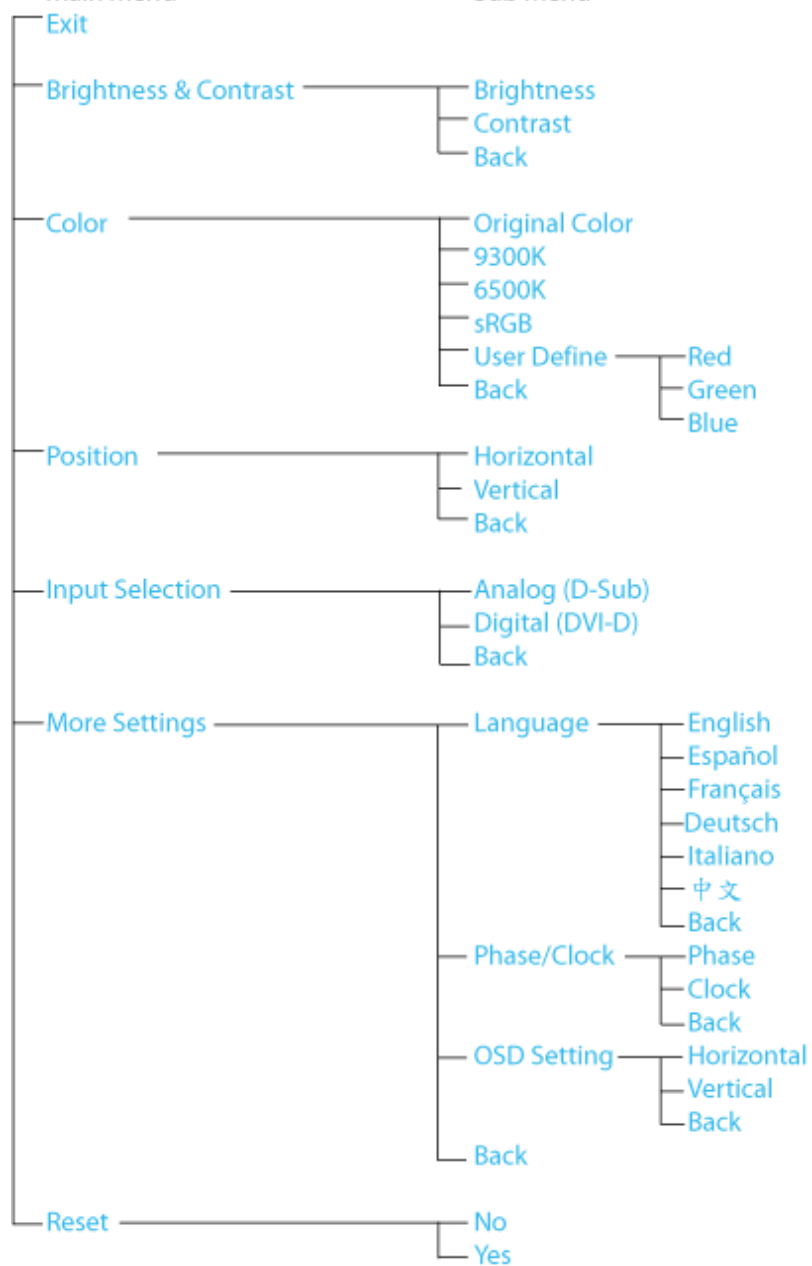 Exit
Brightness & Contrast
Brightness
Contrast
Back
Color
Original Color
9300K
6500K
sRGB
User Define
Red
Back
Green
Blue
Position
Horizontal
Vertical
Back
Input Selection
Analog (D-Sub)
Digital (DVI-D)
Back
More Settings
Language
English
Español
Français
Deutsch
Italiano
中文
Back
Phase/Clock
Phase
Clock
Back
OSD Setting
Horizontal
Vertical
Back
Back
Reset
No
Yes